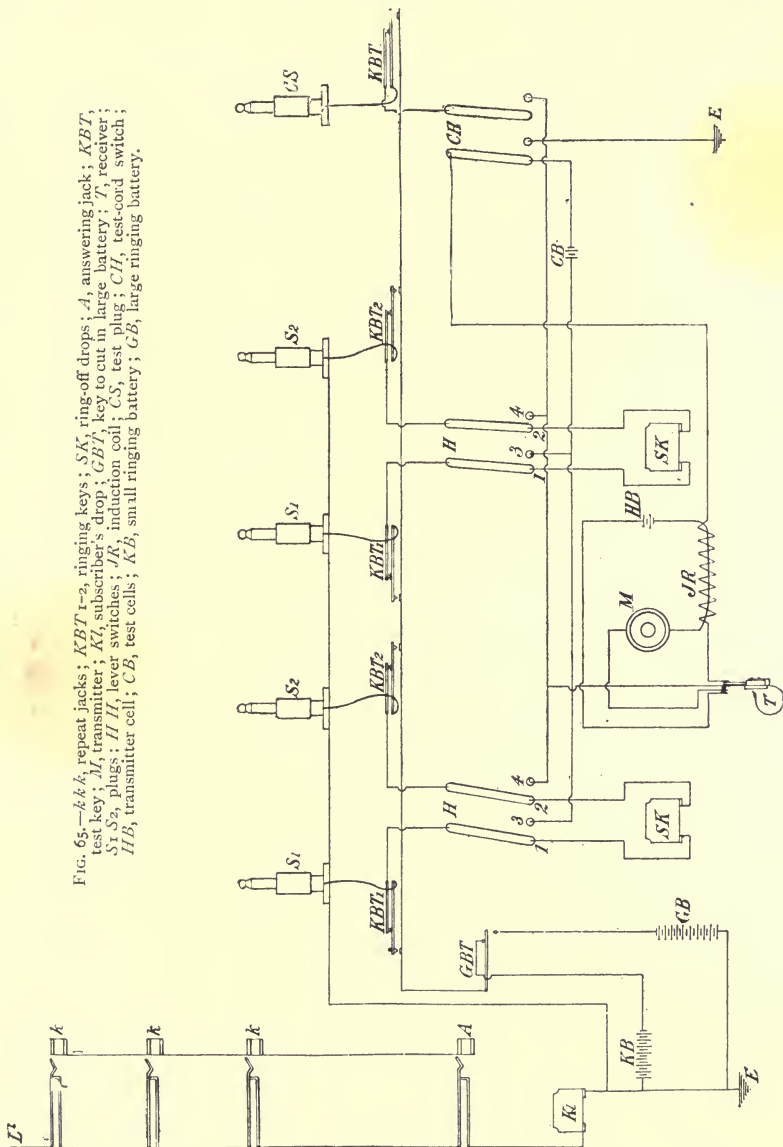 FIG. 65.—k k k, repeat jacks; KBT 1-2, ringing keys; SK, ring-off drops; A, answering jack; KBT,
test key; M, transmitter; Kl, subscriber's drop; GBT, key to cut in large battery; T, receiver;
S1 S2, plugs; H H, lever switches; JR, induction coil; CS, test plug; CH, test-cord switch;
HB, transmitter cell; CB, test cells; KB, small ringing battery; GB, large ringing battery.
L²
k
k
k
A
S1
S2
S1
S2
CS
KBT1
KBT2
KBT1
KBT2
KBT
GBT
H
H
CH
1 3 2 4
1 3 2 4
CB
GB
KB
Kl
SK
SK
HB
M
JR
T
E
E